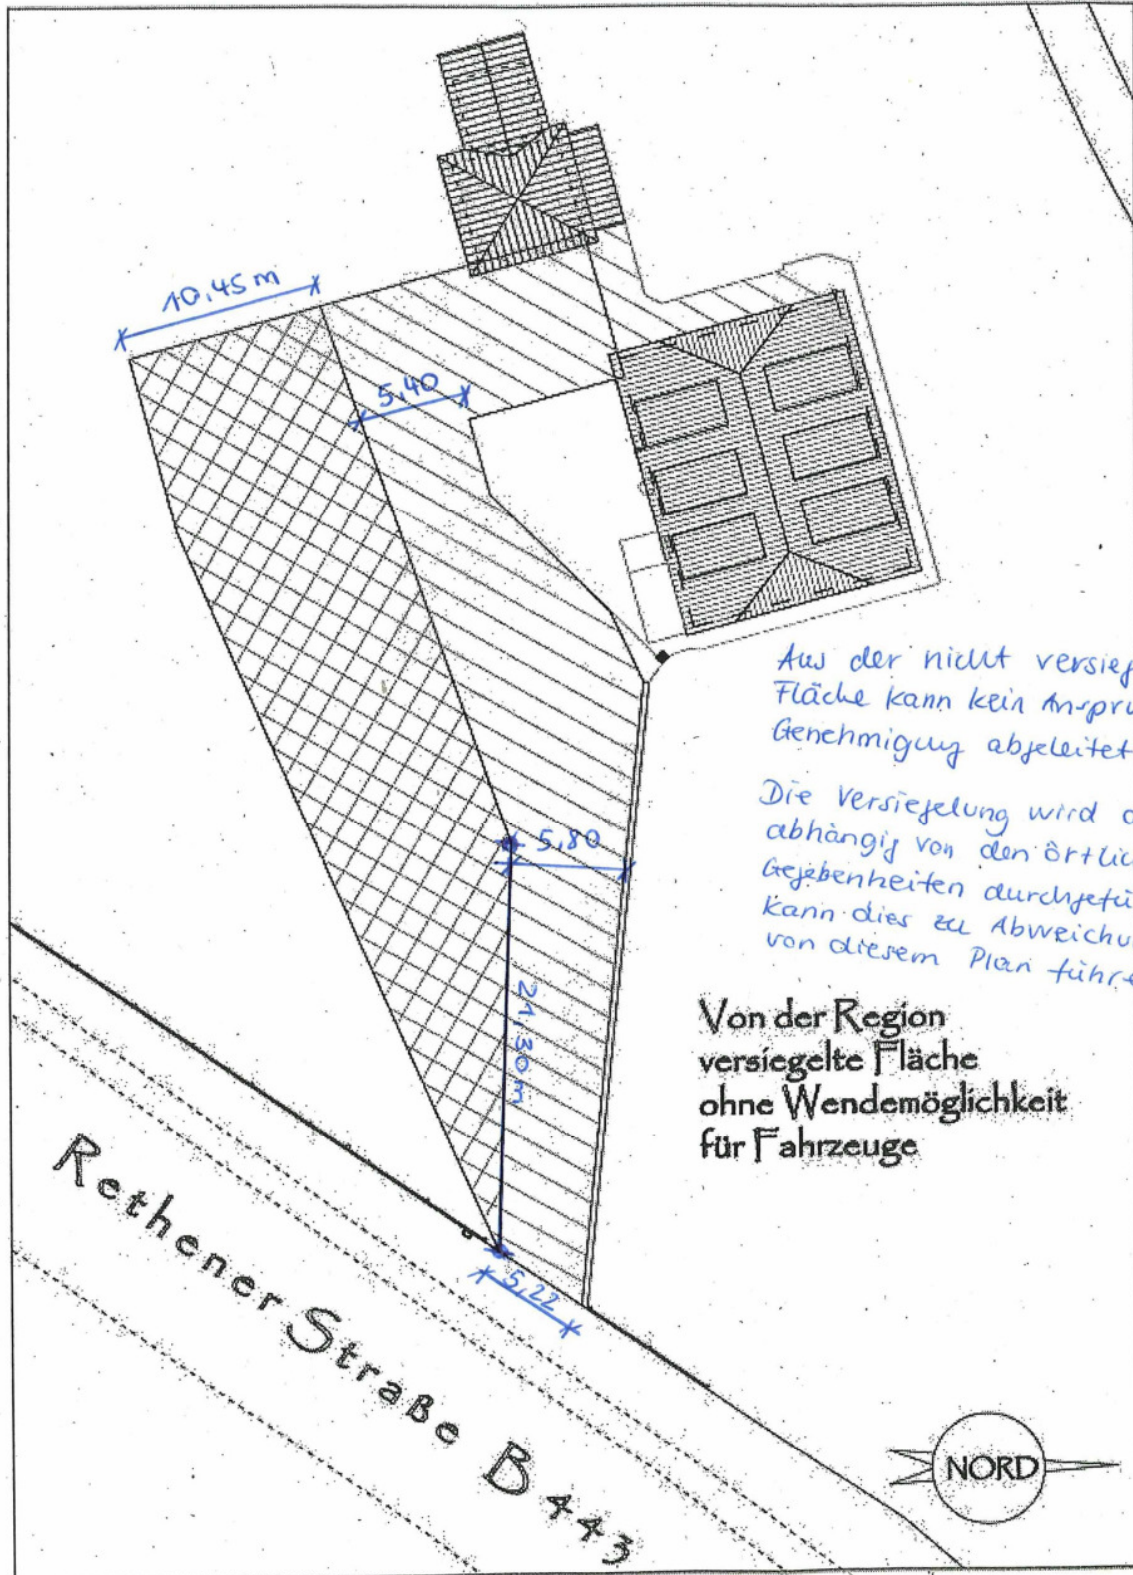 10,45 m
5,40
Aus der nicht versieg
Fläche kann kein Anspru
Genehmigung abgeleitet
Die Versiegelung wird
abhängig von den örtlic
Gegebenheiten durchgefü
kann dies zu Abweichu
von diesem Plan führe
5,80
21,30 m
Von der Region
versiegelte Fläche
ohne Wendemöglichkeit
für Fahrzeuge
5,22
Rethener Straße B 443
NORD